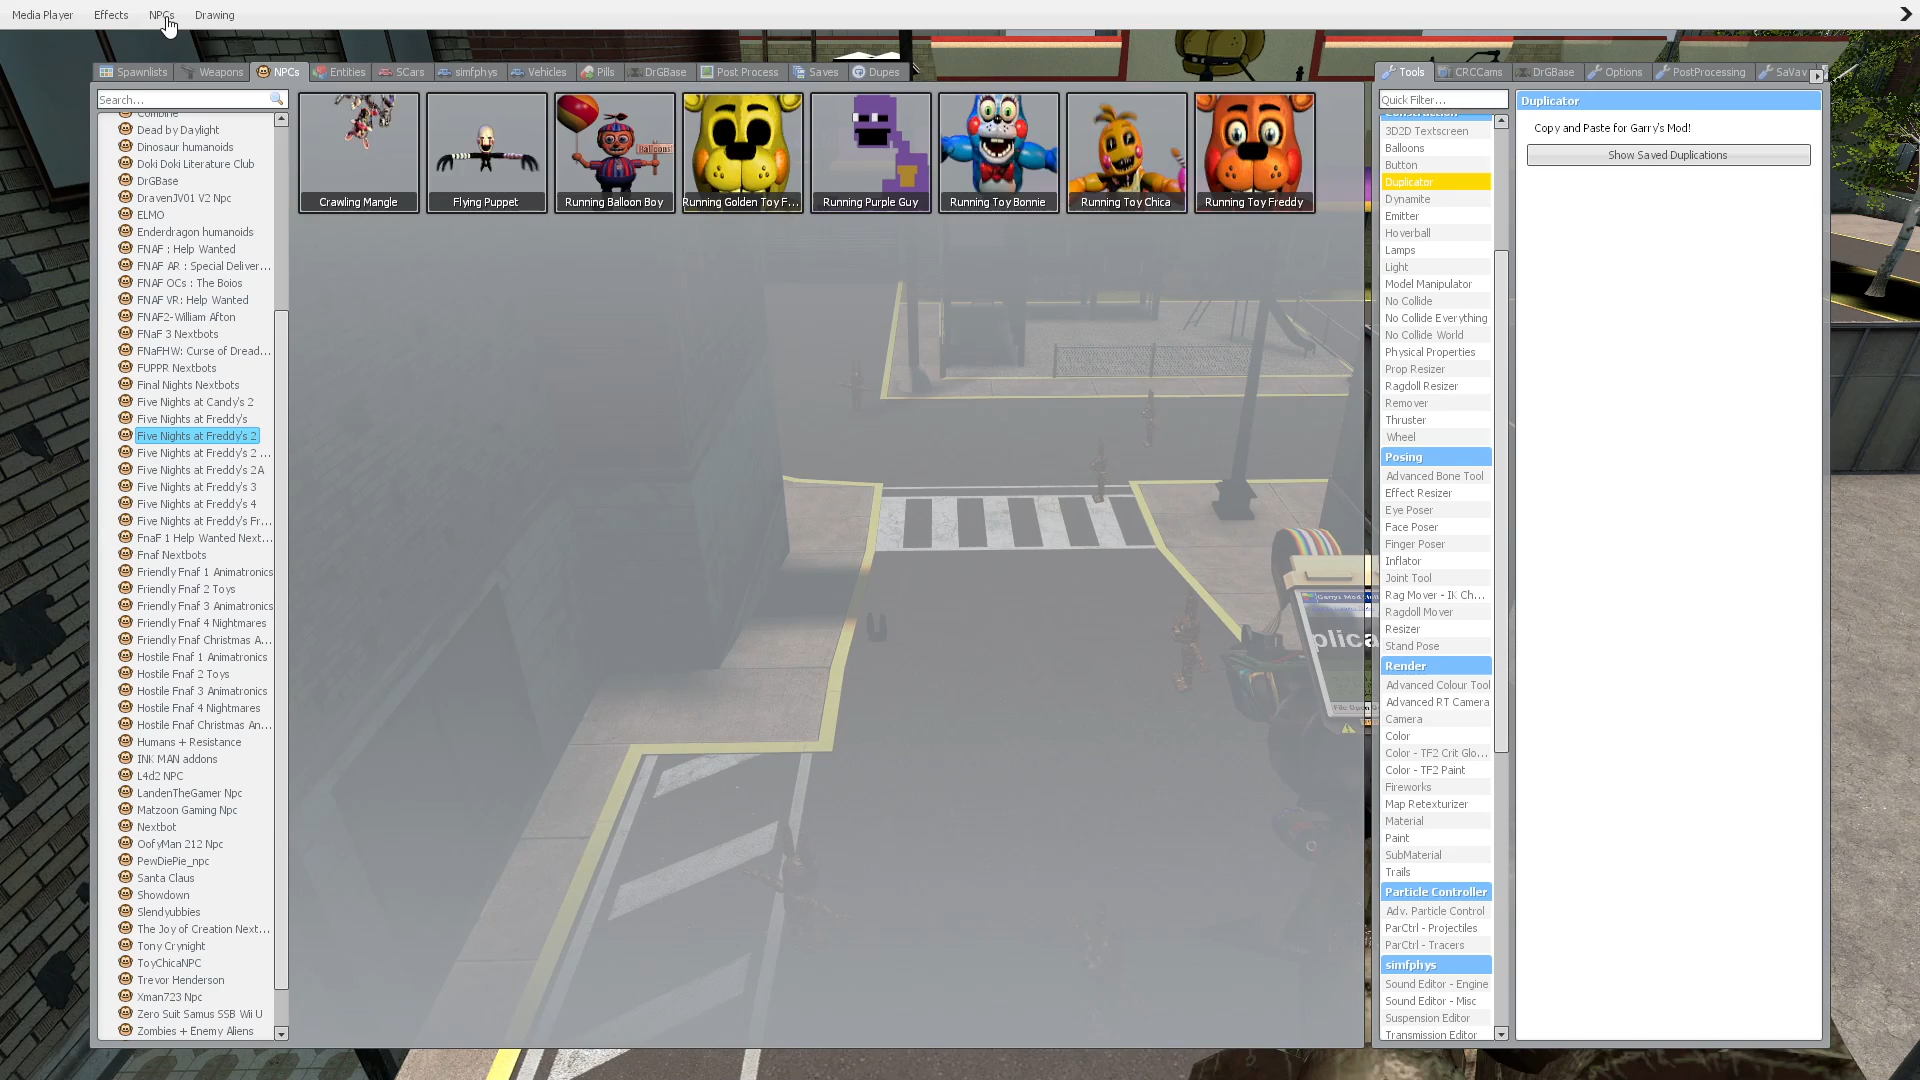 Media Player Effects NPCs Drawing
Spawnlists Weapons NPCs Entities SCars simfphys Vehicles Pills DrGBase Post Process Saves Dupes
Search...
Combine
Dead by Daylight
Dinosaur humanoids
Doki Doki Literature Club
DrGBase
DravenJV01 V2 Npc
ELMO
Enderdragon humanoids
FNAF : Help Wanted
FNAF AR : Special Deliver...
FNAF OCs : The Boios
FNAF VR: Help Wanted
FNAF2-William Afton
FNaF 3 Nextbots
FNaFHW: Curse of Dread...
FUPPR Nextbots
Final Nights Nextbots
Five Nights at Candy's 2
Five Nights at Freddy's
Five Nights at Freddy's 2
Five Nights at Freddy's 2 ...
Five Nights at Freddy's 2A
Five Nights at Freddy's 3
Five Nights at Freddy's 4
Five Nights at Freddy's Fr...
FnaF 1 Help Wanted Next...
Fnaf Nextbots
Friendly Fnaf 1 Animatronics
Friendly Fnaf 2 Toys
Friendly Fnaf 3 Animatronics
Friendly Fnaf 4 Nightmares
Friendly Fnaf Christmas A...
Hostile Fnaf 1 Animatronics
Hostile Fnaf 2 Toys
Hostile Fnaf 3 Animatronics
Hostile Fnaf 4 Nightmares
Hostile Fnaf Christmas An...
Humans + Resistance
INK MAN addons
L4d2 NPC
LandenTheGamer Npc
Matzoon Gaming Npc
Nextbot
OofyMan 212 Npc
PewDiePie_npc
Santa Claus
Showdown
Slendyubbies
The Joy of Creation Next...
Tony Crynight
ToyChicaNPC
Trevor Henderson
Xman723 Npc
Zero Suit Samus SSB Wii U
Zombies + Enemy Aliens
Balloons!
Crawling Mangle Flying Puppet Running Balloon Boy Running Golden Toy F... Running Purple Guy Running Toy Bonnie Running Toy Chica Running Toy Freddy
Garrys Mod
plica
Tools CRCCams DrGBase Options PostProcessing SaVav
Quick Filter...
Construction
3D2D Textscreen
Balloons
Button
Duplicator
Dynamite
Emitter
Hoverball
Lamps
Light
Model Manipulator
No Collide
No Collide Everything
No Collide World
Physical Properties
Prop Resizer
Ragdoll Resizer
Remover
Thruster
Wheel
Posing
Advanced Bone Tool
Effect Resizer
Eye Poser
Face Poser
Finger Poser
Inflator
Joint Tool
Rag Mover - IK Ch...
Ragdoll Mover
Resizer
Stand Pose
Render
Advanced Colour Tool
Advanced RT Camera
Camera
Color
Color - TF2 Crit Glo...
Color - TF2 Paint
Fireworks
Map Retexturizer
Material
Paint
SubMaterial
Trails
Particle Controller
Adv. Particle Control
ParCtrl - Projectiles
ParCtrl - Tracers
simfphys
Sound Editor - Engine
Sound Editor - Misc
Suspension Editor
Transmission Editor
Duplicator
Copy and Paste for Garry's Mod!
Show Saved Duplications